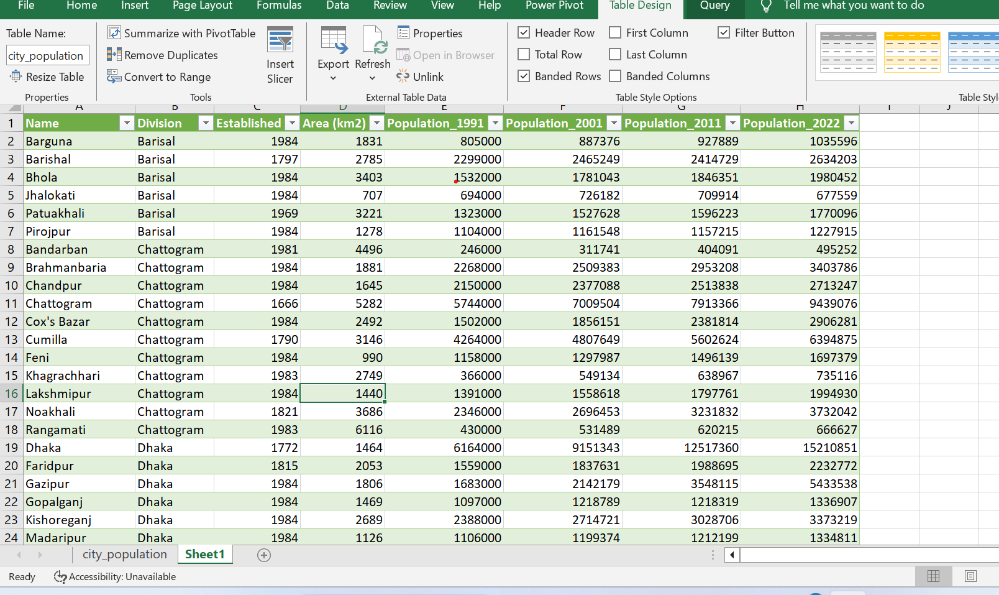 File Home Insert Page Layout Formulas Data Review View Help Power Pivot Table Design Query Tell me what you want to do
Table Name:
city_population
Resize Table
Properties
Summarize with PivotTable
Remove Duplicates
Convert to Range
Insert
Slicer
Tools
Export Refresh
Properties
Open in Browser
Unlink
External Table Data
Header Row First Column Filter Button
Total Row Last Column
Banded Rows Banded Columns
Table Style Options
Table Styl
A B C D E F G H I J
1 Name Division Established Area (km2) Population_1991 Population_2001 Population_2011 Population_2022
2 Barguna Barisal 1984 1831 805000 887376 927889 1035596
3 Barishal Barisal 1797 2785 2299000 2465249 2414729 2634203
4 Bhola Barisal 1984 3403 1532000 1781043 1846351 1980452
5 Jhalokati Barisal 1984 707 694000 726182 709914 677559
6 Patuakhali Barisal 1969 3221 1323000 1527628 1596223 1770096
7 Pirojpur Barisal 1984 1278 1104000 1161548 1157215 1227915
8 Bandarban Chattogram 1981 4496 246000 311741 404091 495252
9 Brahmanbaria Chattogram 1984 1881 2268000 2509383 2953208 3403786
10 Chandpur Chattogram 1984 1645 2150000 2377088 2513838 2713247
11 Chattogram Chattogram 1666 5282 5744000 7009504 7913366 9439076
12 Cox's Bazar Chattogram 1984 2492 1502000 1856151 2381814 2906281
13 Cumilla Chattogram 1790 3146 4264000 4807649 5602624 6394875
14 Feni Chattogram 1984 990 1158000 1297987 1496139 1697379
15 Khagrachhari Chattogram 1983 2749 366000 549134 638967 735116
16 Lakshmipur Chattogram 1984 1440 1391000 1558618 1797761 1994930
17 Noakhali Chattogram 1821 3686 2346000 2696453 3231832 3732042
18 Rangamati Chattogram 1983 6116 430000 531489 620215 666627
19 Dhaka Dhaka 1772 1464 6164000 9151343 12517360 15210851
20 Faridpur Dhaka 1815 2053 1559000 1837631 1988695 2232772
21 Gazipur Dhaka 1984 1806 1683000 2142179 3548115 5433538
22 Gopalganj Dhaka 1984 1469 1097000 1218789 1218319 1336907
23 Kishoreganj Dhaka 1984 2689 2388000 2714721 3028706 3373219
24 Madaripur Dhaka 1984 1126 1106000 1199374 1212199 1334811
city_population Sheet1
Ready Accessibility: Unavailable